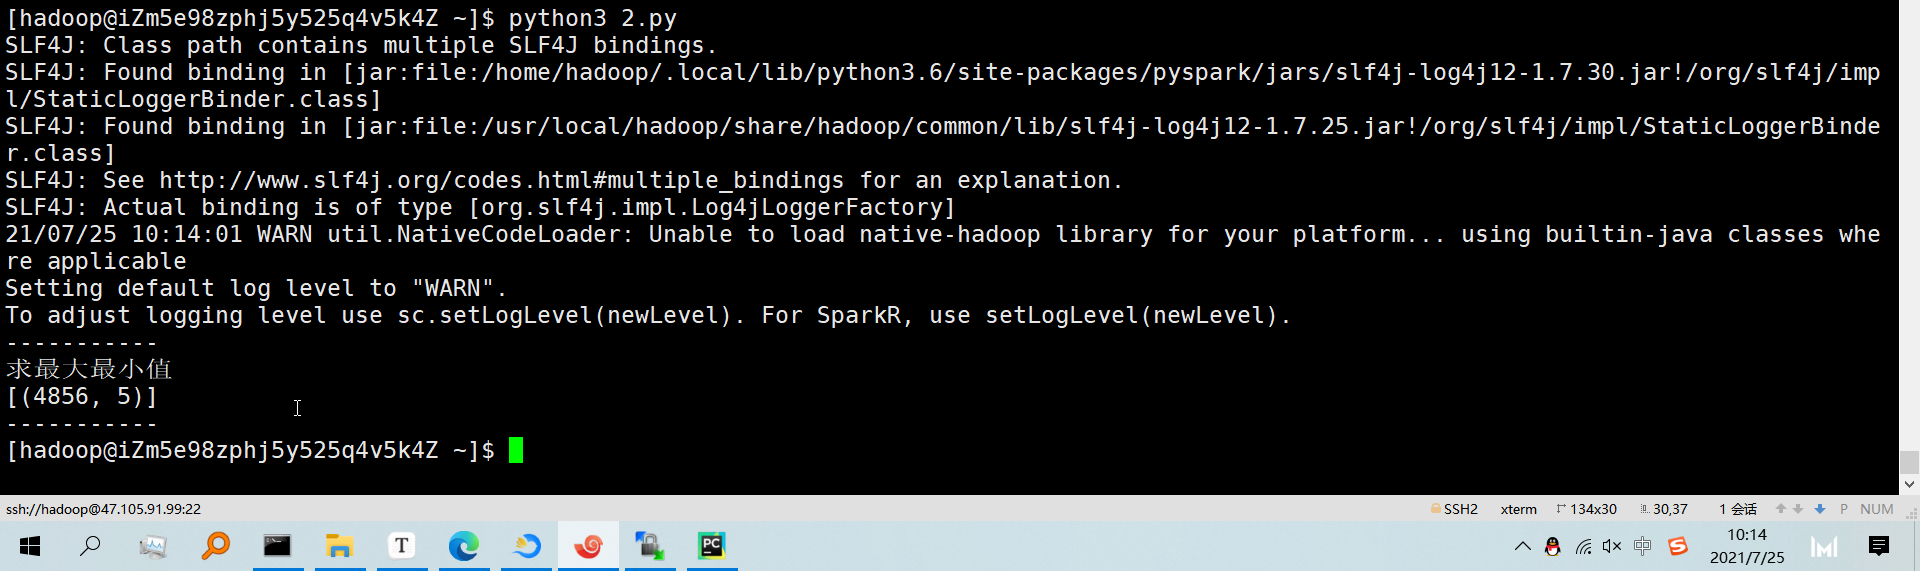 [hadoop@iZm5e98zphj5y525q4v5k4Z ~]$ python3 2.py
SLF4J: Class path contains multiple SLF4J bindings.
SLF4J: Found binding in [jar:file:/home/hadoop/.local/lib/python3.6/site-packages/pyspark/jars/slf4j-log4j12-1.7.30.jar!/org/slf4j/imp
l/StaticLoggerBinder.class]
SLF4J: Found binding in [jar:file:/usr/local/hadoop/share/hadoop/common/lib/slf4j-log4j12-1.7.25.jar!/org/slf4j/impl/StaticLoggerBinde
r.class]
SLF4J: See http://www.slf4j.org/codes.html#multiple_bindings for an explanation.
SLF4J: Actual binding is of type [org.slf4j.impl.Log4jLoggerFactory]
21/07/25 10:14:01 WARN util.NativeCodeLoader: Unable to load native-hadoop library for your platform... using builtin-java classes whe
re applicable
Setting default log level to "WARN".
To adjust logging level use sc.setLogLevel(newLevel). For SparkR, use setLogLevel(newLevel).
-----------
求最大最小值
[(4856, 5)]
-----------
[hadoop@iZm5e98zphj5y525q4v5k4Z ~]$
ssh://hadoop@47.105.91.99:22 SSH2 xterm 134x30 30,37 1 会话 P NUM
T PC 中 S 10:14
2021/7/25